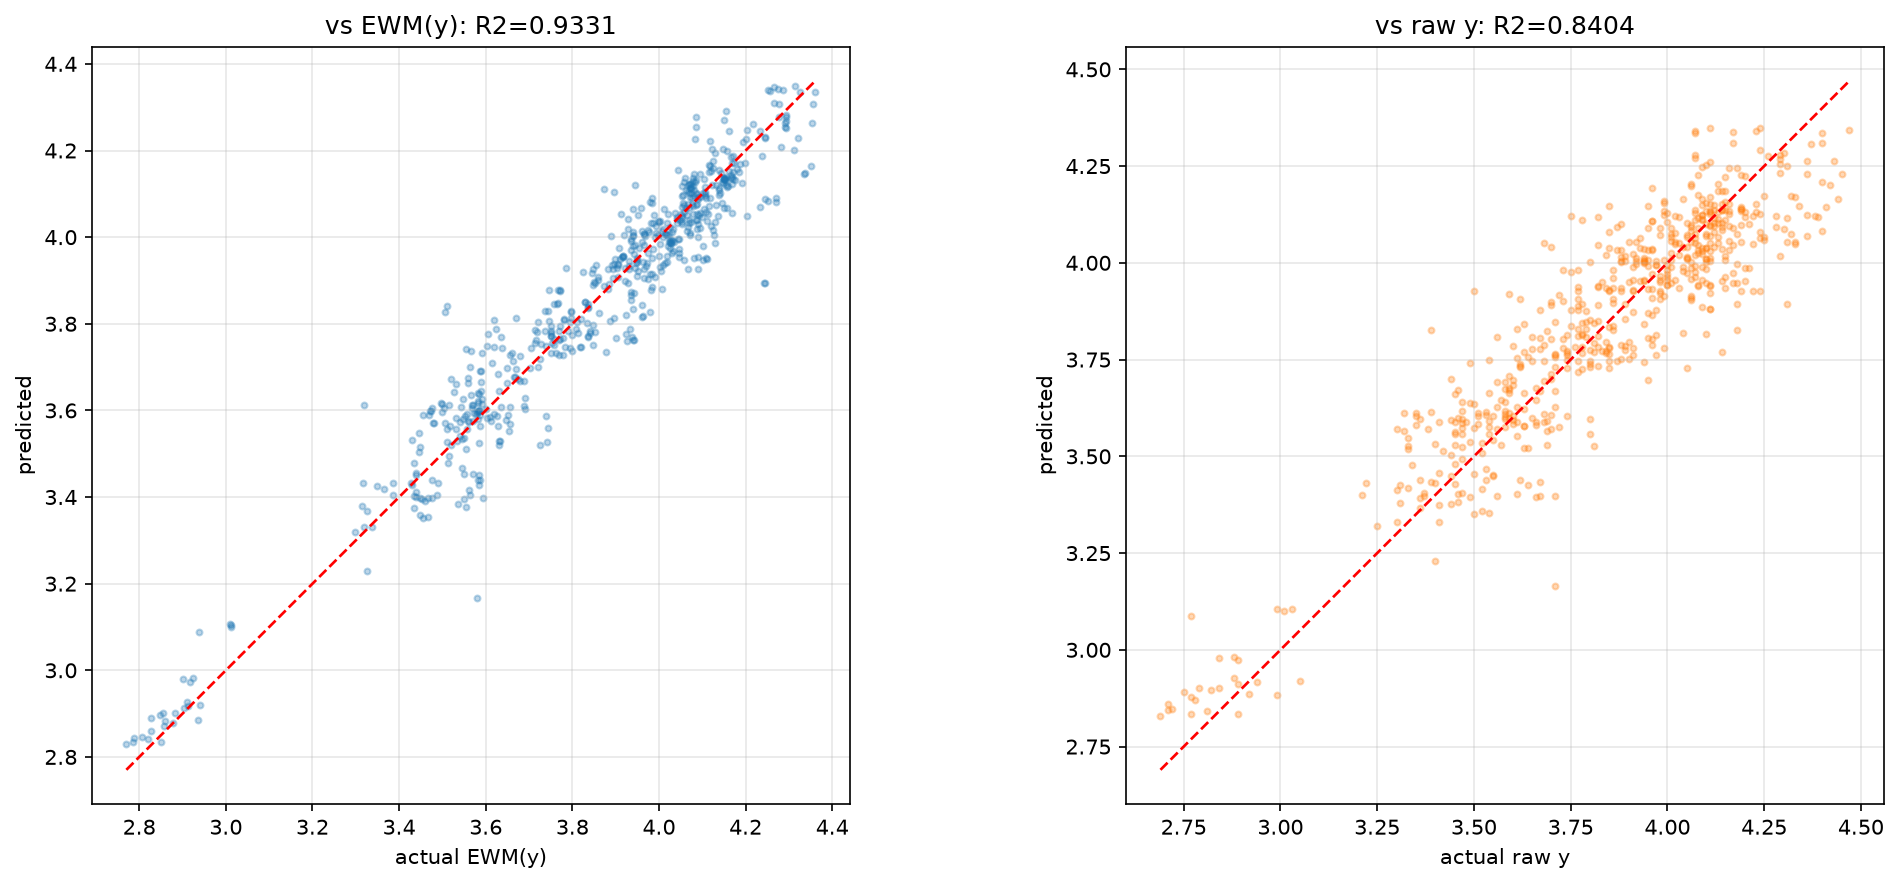 vs EWM(y): R2=0.9331
4.4
4.2
4.0
3.8
3.6
3.4
3.2
3.0
2.8
predicted
2.8 3.0 3.2 3.4 3.6 3.8 4.0 4.2 4.4
actual EWM(y)
vs raw y: R2=0.8404
4.50
4.25
4.00
3.75
3.50
3.25
3.00
2.75
predicted
2.75 3.00 3.25 3.50 3.75 4.00 4.25 4.50
actual raw y